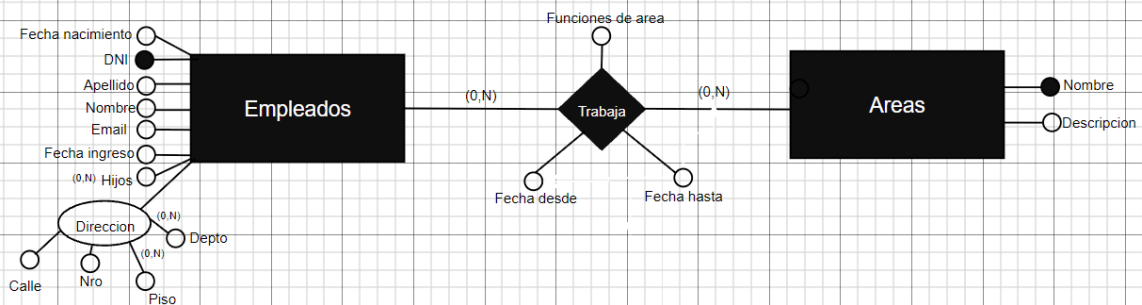 Funciones de area
Fecha nacimiento
DNI
Apellido
Nombre
Email
Fecha ingreso
(0,N) Hijos
Empleados
(0,N)
Trabaja
(0,N)
Areas
Nombre
Descripcion
Fecha desde
Fecha hasta
Direccion
(0,N)
Depto
(0,N)
Calle
Nro
Piso